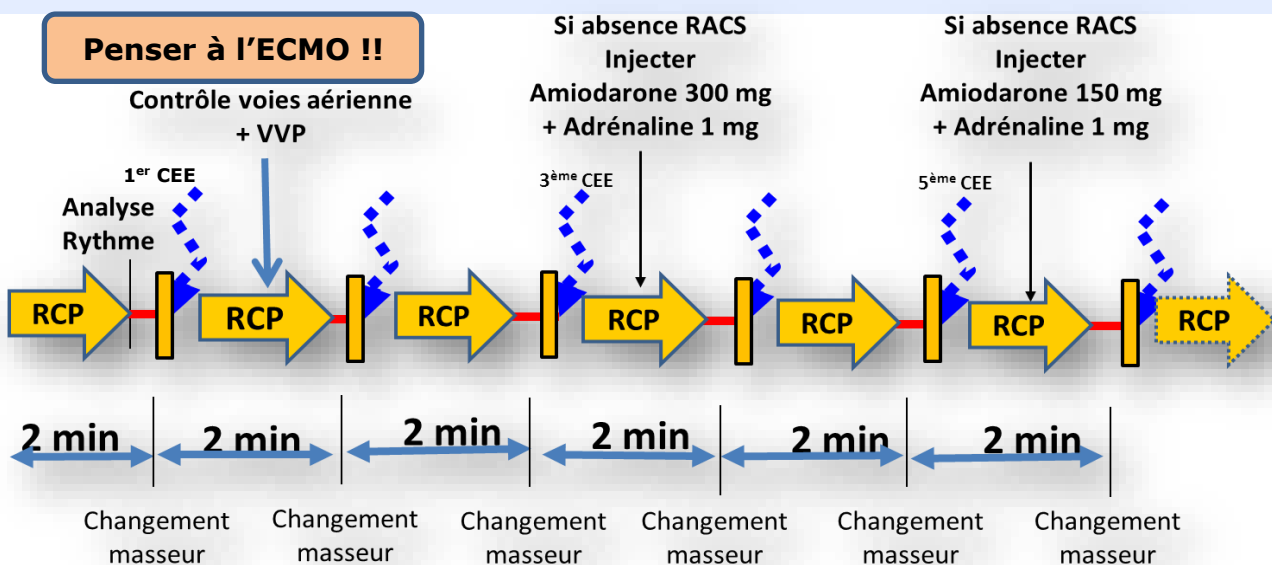 Penser à l’ECMO !!
Contrôle voies aérienne
+ VVP
Si absence RACS
Injecter
Amiodarone 300 mg
+ Adrénaline 1 mg
Si absence RACS
Injecter
Amiodarone 150 mg
+ Adrénaline 1 mg
1er CEE
3ème CEE
5ème CEE
Analyse
Rythme
RCP
RCP
RCP
RCP
RCP
RCP
RCP
2 min
2 min
2 min
2 min
2 min
2 min
Changement
masseur
Changement
masseur
Changement
masseur
Changement
masseur
Changement
masseur
Changement
masseur